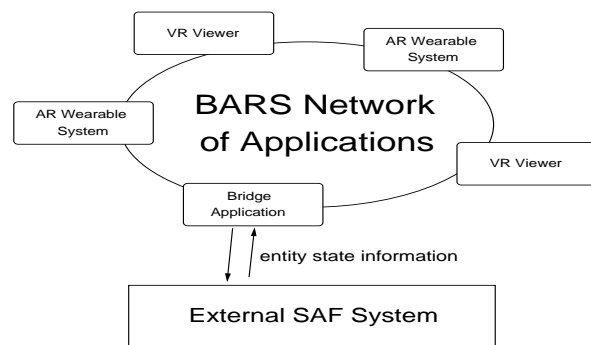 VR Viewer
AR Wearable
System
BARS Network
of Applications
AR Wearable
System
VR Viewer
Bridge
Application
entity state information
External SAF System